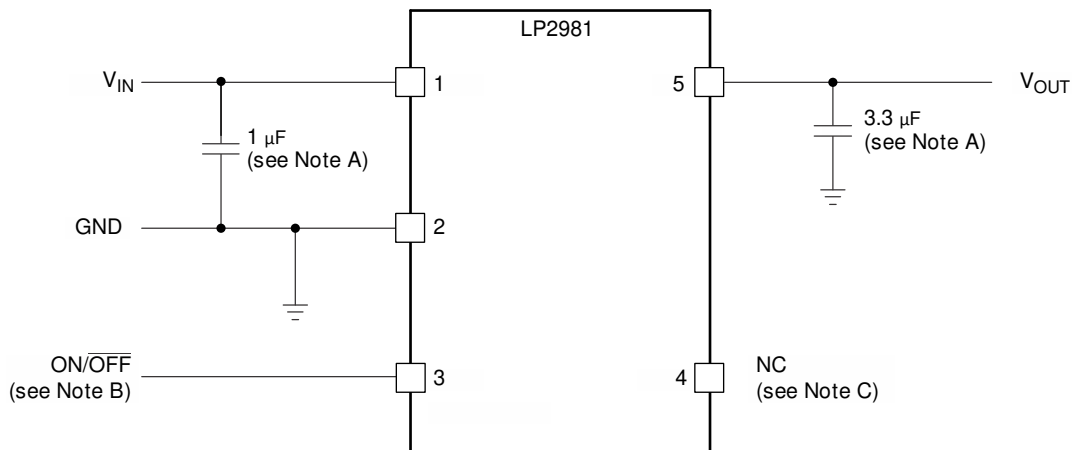 LP2981
V_IN
1
5
V_OUT
1 μF
(see Note A)
3.3 μF
(see Note A)
GND
2
ON/O̅F̅F̅
(see Note B)
3
4
NC
(see Note C)